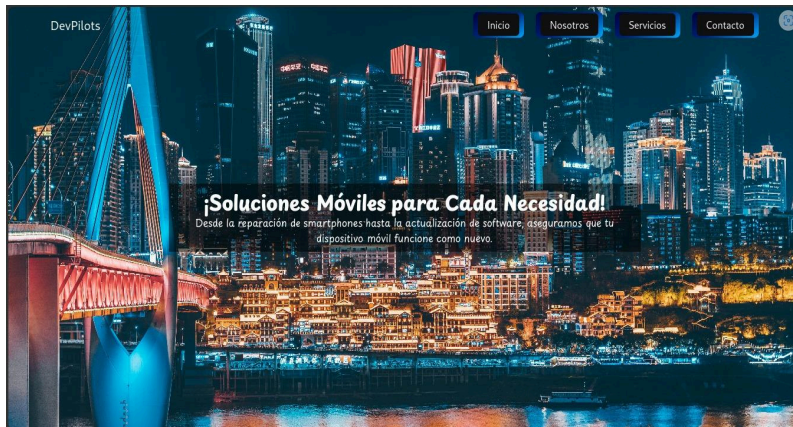 DevPilots
Inicio
Nosotros
Servicios
Contacto
¡Soluciones Móviles para Cada Necesidad!
Desde la reparación de smartphones hasta la actualización de software, aseguramos que tu
dispositivo móvil funcione como nuevo.